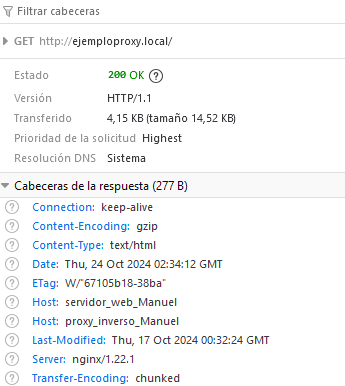 Filtrar cabeceras
GET http://ejemploproxy.local/
Estado 200 OK ?
Versión HTTP/1.1
Transferido 4,15 KB (tamaño 14,52 KB)
Prioridad de la solicitud Highest
Resolución DNS Sistema
Cabeceras de la respuesta (277 B)
? Connection: keep-alive
? Content-Encoding: gzip
? Content-Type: text/html
? Date: Thu, 24 Oct 2024 02:34:12 GMT
? ETag: W/"67105b18-38ba"
? Host: servidor_web_Manuel
? Host: proxy_inverso_Manuel
? Last-Modified: Thu, 17 Oct 2024 00:32:24 GMT
? Server: nginx/1.22.1
? Transfer-Encoding: chunked